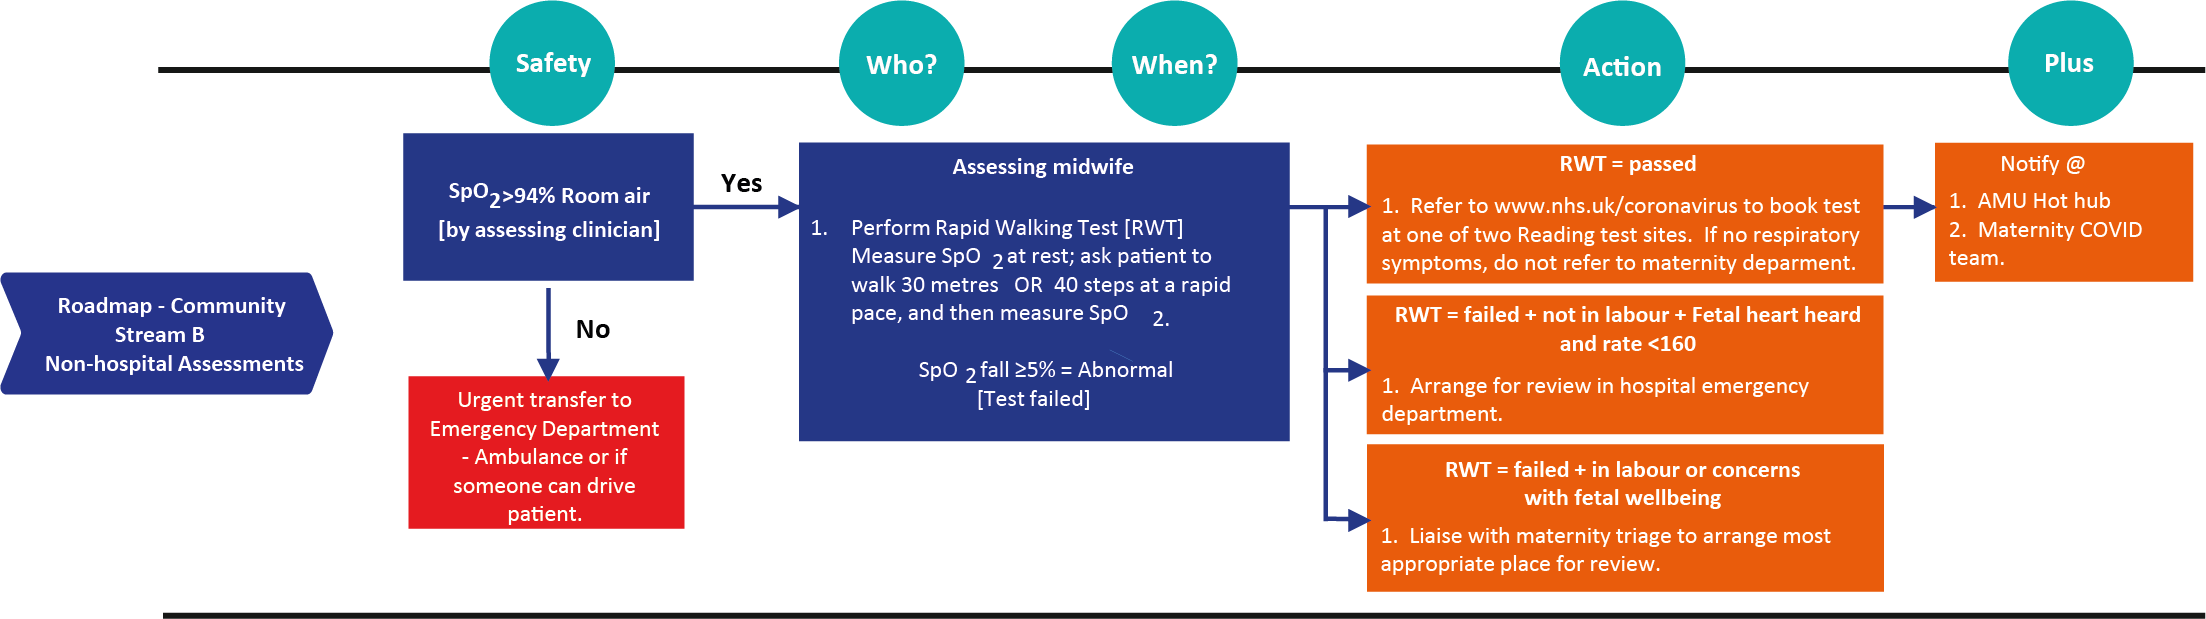 Safety
Who?
When?
Action
Plus
Roadmap - Community
Stream B
Non-hospital Assessments
SpO2>94% Room air
[by assessing clinician]
Yes
No
Urgent transfer to
Emergency Department
- Ambulance or if
someone can drive
patient.
Assessing midwife
1. Perform Rapid Walking Test [RWT]
Measure SpO 2 at rest; ask patient to
walk 30 metres OR 40 steps at a rapid
pace, and then measure SpO 2.
SpO 2 fall ≥5% = Abnormal
[Test failed]
RWT = passed
1. Refer to www.nhs.uk/coronavirus to book test
at one of two Reading test sites. If no respiratory
symptoms, do not refer to maternity deparment.
RWT = failed + not in labour + Fetal heart heard
and rate <160
1. Arrange for review in hospital emergency
department.
RWT = failed + in labour or concerns
with fetal wellbeing
1. Liaise with maternity triage to arrange most
appropriate place for review.
Notify @
1. AMU Hot hub
2. Maternity COVID
team.